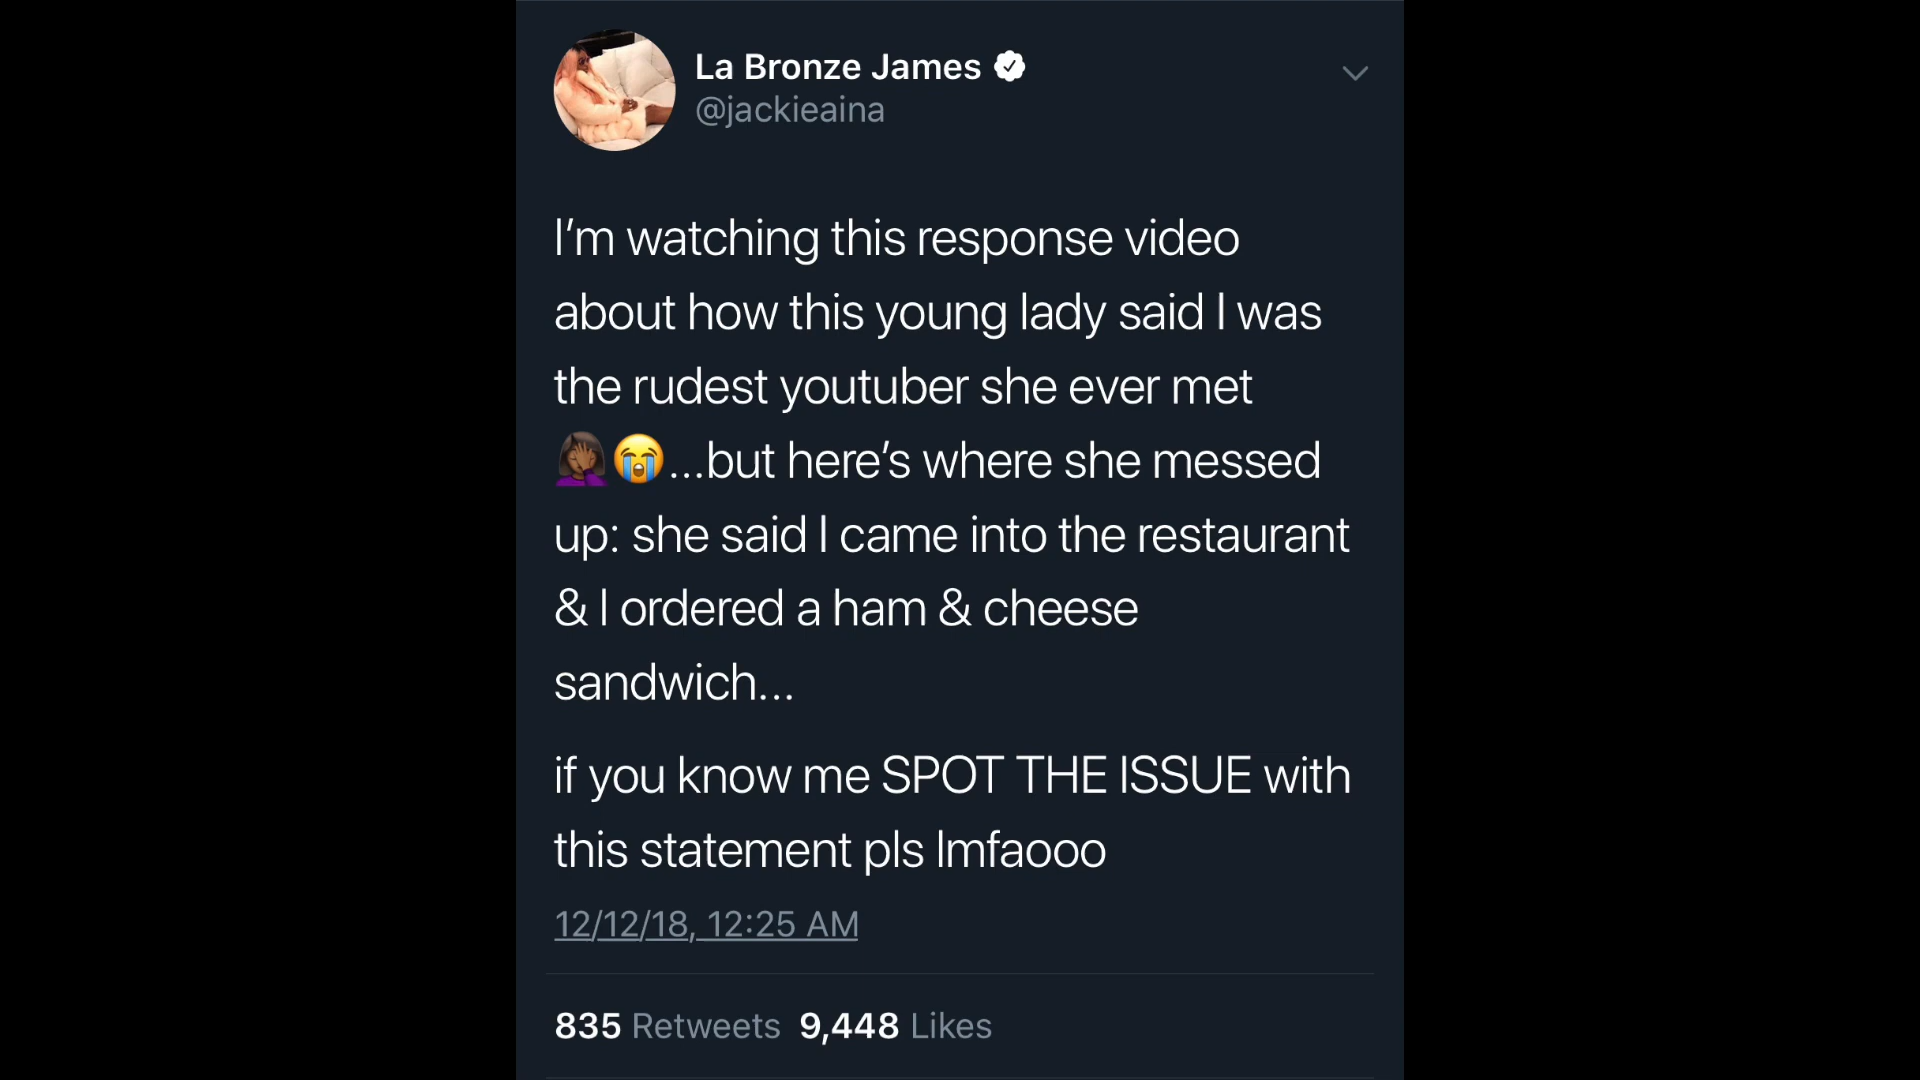 La Bronze James
@jackieaina
I’m watching this response video
about how this young lady said I was
the rudest youtuber she ever met
🤦🏾‍♀️😭...but here’s where she messed
up: she said I came into the restaurant
& I ordered a ham & cheese
sandwich...
if you know me SPOT THE ISSUE with
this statement pls lmfaooo
12/12/18, 12:25 AM
835 Retweets 9,448 Likes